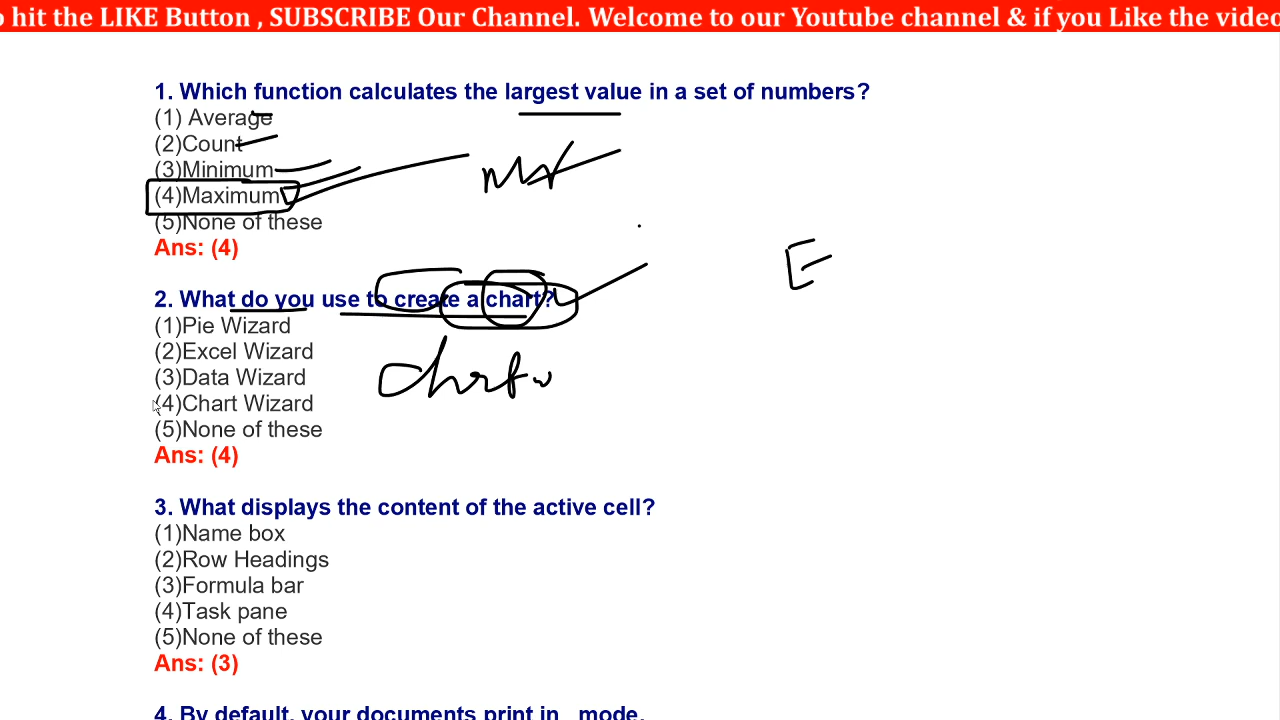 o hit the LIKE Button , SUBSCRIBE Our Channel. Welcome to our Youtube channel & if you Like the video
1. Which function calculates the largest value in a set of numbers?
(1) Average
(2)Count
(3)Minimum
(4)Maximum
(5)None of these
Ans: (4)
2. What do you use to create a chart?
(1)Pie Wizard
(2)Excel Wizard
(3)Data Wizard
(4)Chart Wizard
(5)None of these
Ans: (4)
3. What displays the content of the active cell?
(1)Name box
(2)Row Headings
(3)Formula bar
(4)Task pane
(5)None of these
Ans: (3)
4. By default, your documents print in _ mode.